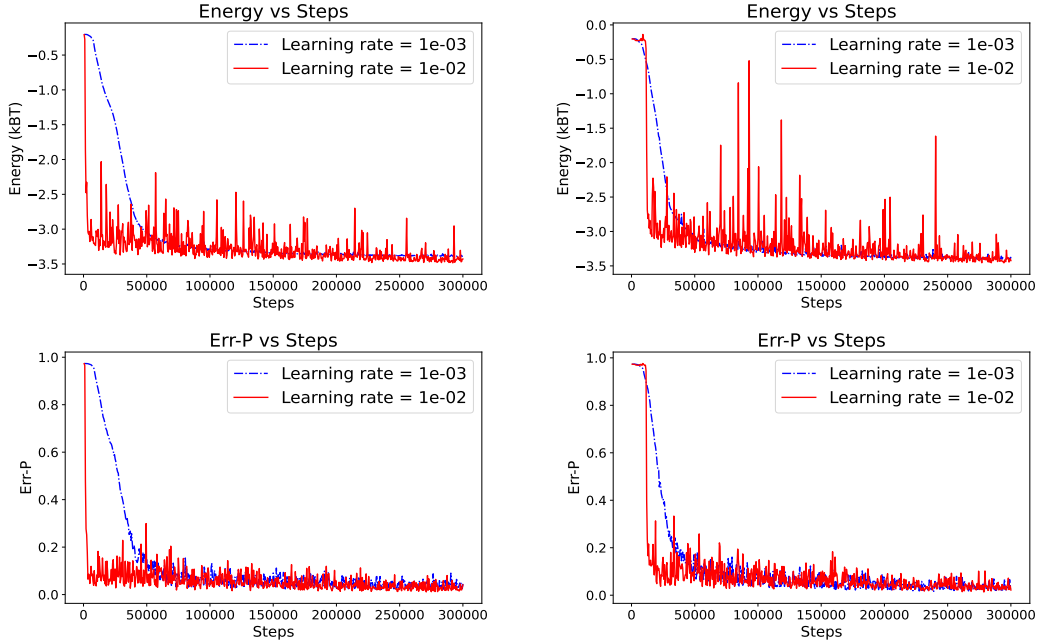 Energy vs Steps
Learning rate = 1e-03
Learning rate = 1e-02
Energy (kBT)
−0.5
−1.0
−1.5
−2.0
−2.5
−3.0
−3.5
0 50000 100000 150000 200000 250000 300000
Steps
Energy vs Steps
Learning rate = 1e-03
Learning rate = 1e-02
Energy (kBT)
0.0
−0.5
−1.0
−1.5
−2.0
−2.5
−3.0
−3.5
0 50000 100000 150000 200000 250000 300000
Steps
Err-P vs Steps
Learning rate = 1e-03
Learning rate = 1e-02
Err-P
1.0
0.8
0.6
0.4
0.2
0.0
0 50000 100000 150000 200000 250000 300000
Steps
Err-P vs Steps
Learning rate = 1e-03
Learning rate = 1e-02
Err-P
1.0
0.8
0.6
0.4
0.2
0.0
0 50000 100000 150000 200000 250000 300000
Steps